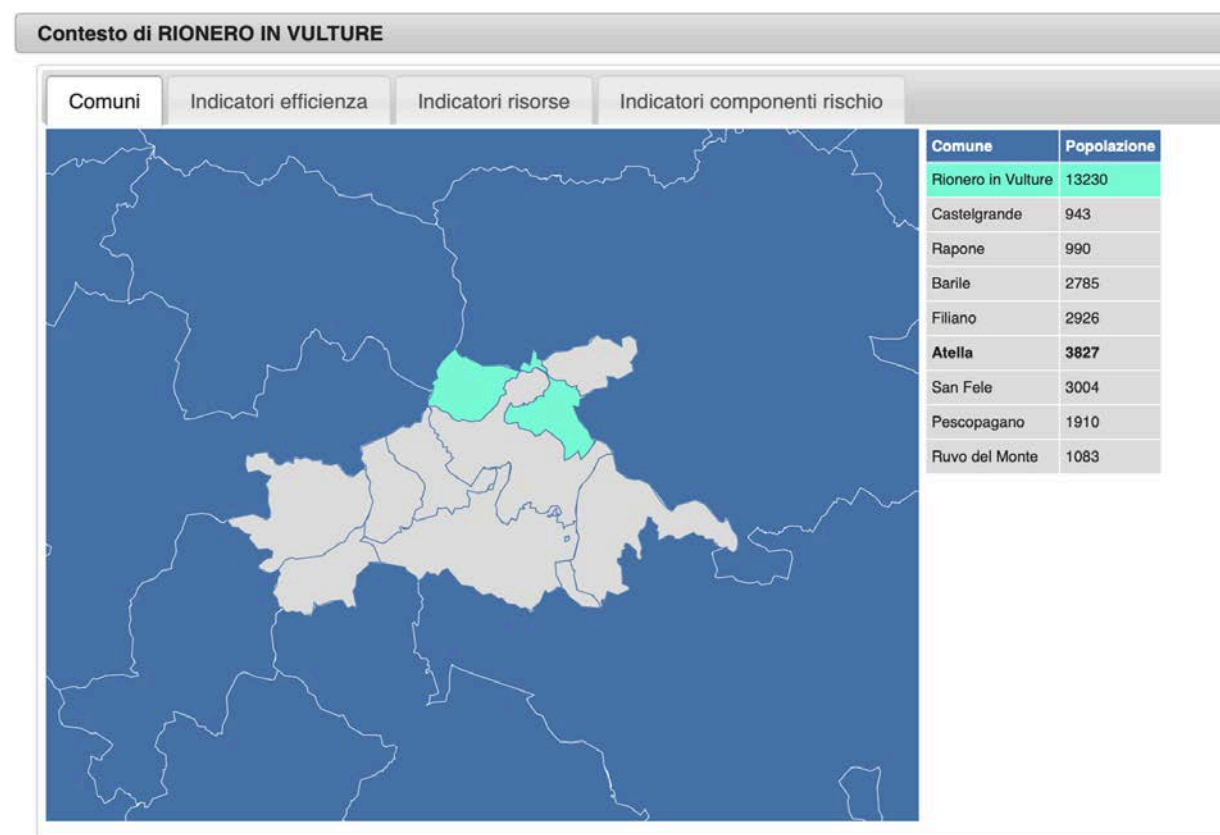 Contesto di RIONERO IN VULTURE
Comuni Indicatori efficienza Indicatori risorse Indicatori componenti rischio
Comune Popolazione
Rionero in Vulture 13230
Castelgrande 943
Rapone 990
Barile 2785
Filiano 2926
Atella 3827
San Fele 3004
Pescopagano 1910
Ruvo del Monte 1083